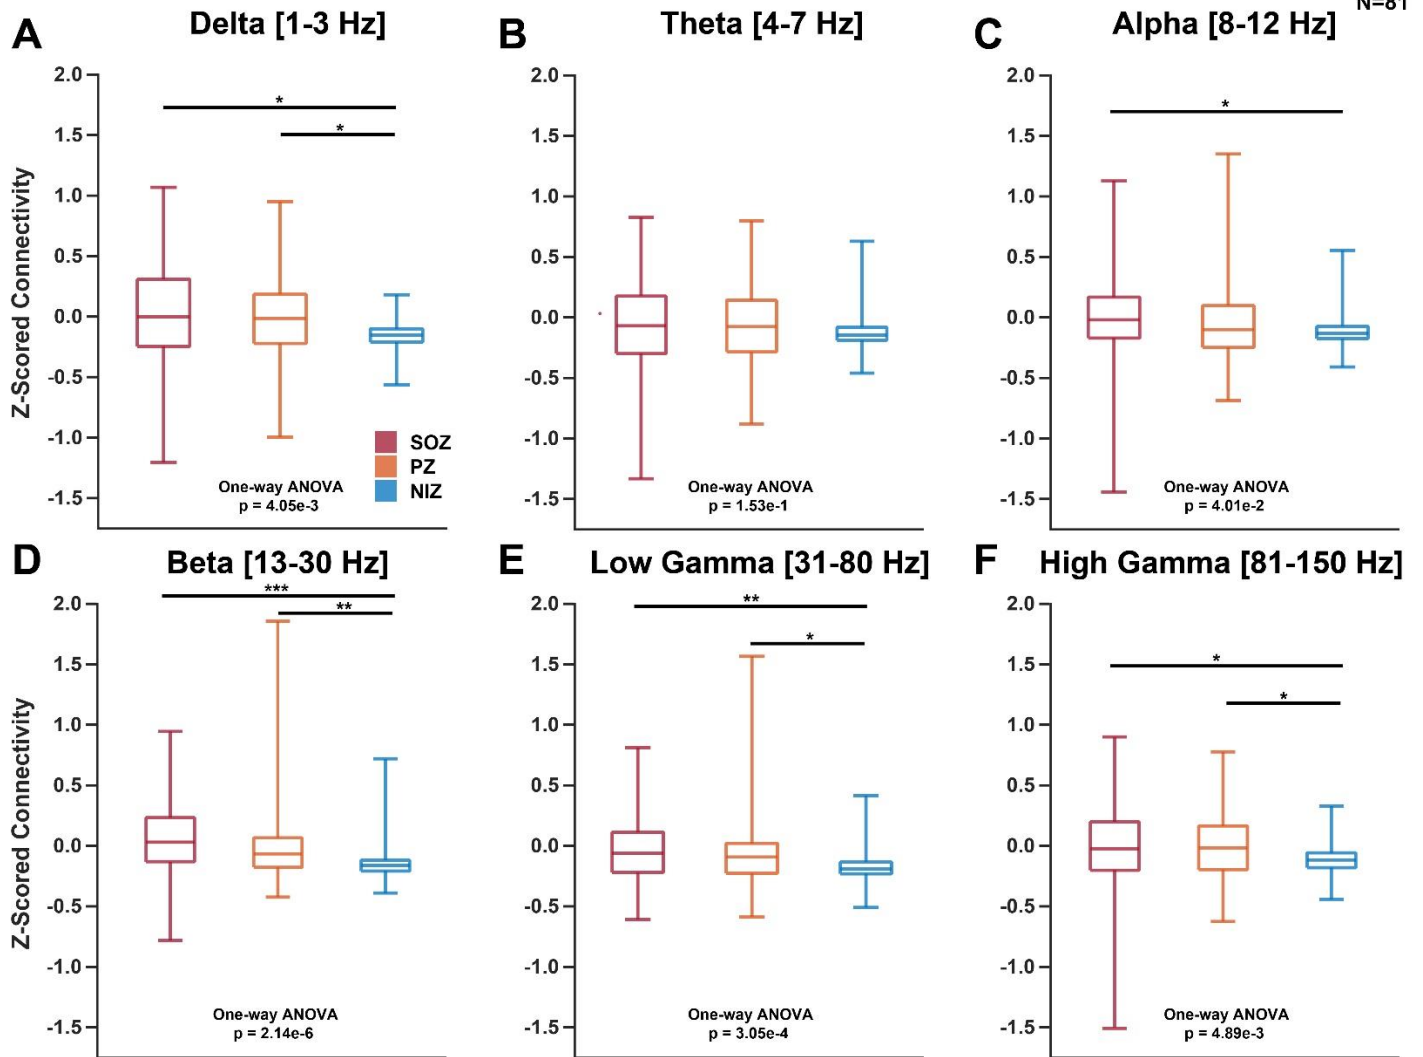 N=81
A Delta [1-3 Hz]
B Theta [4-7 Hz]
C Alpha [8-12 Hz]
Z-Scored Connectivity
2.0
1.5
1.0
0.5
0.0
-0.5
-1.0
-1.5
*
*
SOZ
PZ
NIZ
One-way ANOVA
p = 4.05e-3
2.0
1.5
1.0
0.5
0.0
-0.5
-1.0
-1.5
One-way ANOVA
p = 1.53e-1
2.0
1.5
1.0
0.5
0.0
-0.5
-1.0
-1.5
*
One-way ANOVA
p = 4.01e-2
D Beta [13-30 Hz]
E Low Gamma [31-80 Hz]
F High Gamma [81-150 Hz]
Z-Scored Connectivity
2.0
1.5
1.0
0.5
0.0
-0.5
-1.0
-1.5
***
**
One-way ANOVA
p = 2.14e-6
2.0
1.5
1.0
0.5
0.0
-0.5
-1.0
-1.5
**
*
One-way ANOVA
p = 3.05e-4
2.0
1.5
1.0
0.5
0.0
-0.5
-1.0
-1.5
*
*
One-way ANOVA
p = 4.89e-3